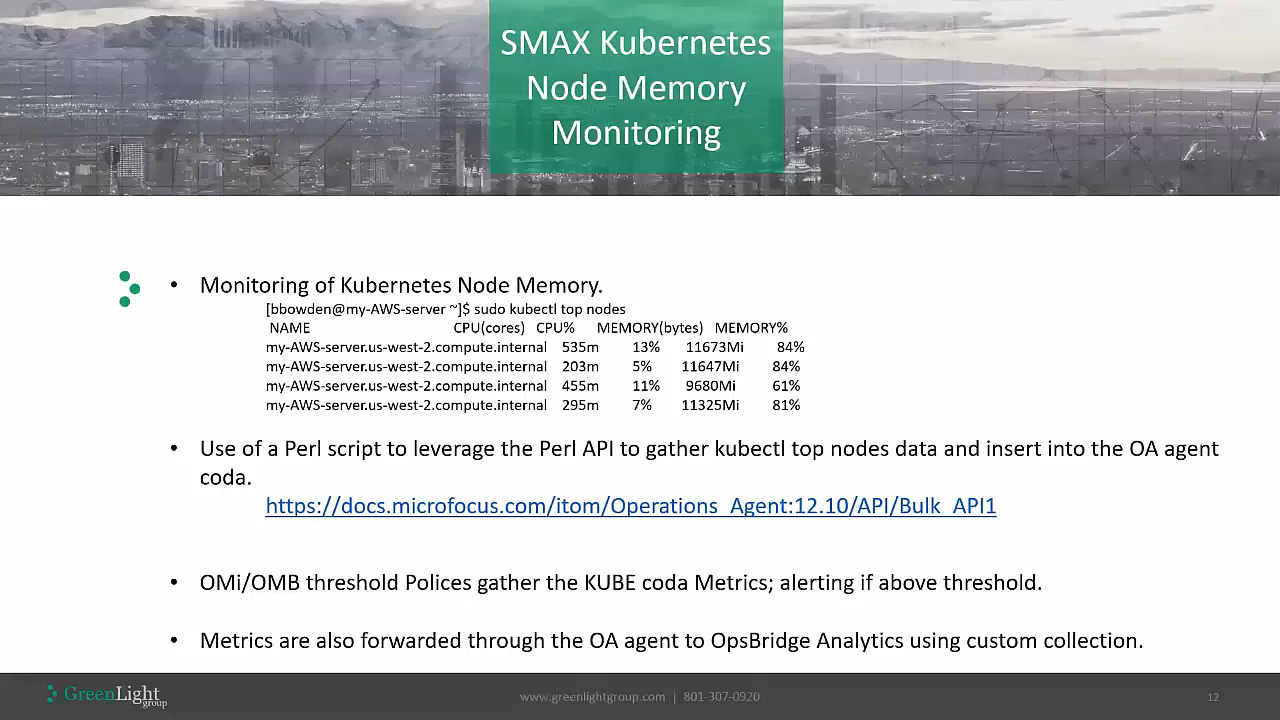 SMAX Kubernetes
Node Memory
Monitoring
• Monitoring of Kubernetes Node Memory.
[bbowden@my-AWS-server ~]$ sudo kubectl top nodes
NAME CPU(cores) CPU% MEMORY(bytes) MEMORY%
my-AWS-server.us-west-2.compute.internal 535m 13% 11673Mi 84%
my-AWS-server.us-west-2.compute.internal 203m 5% 11647Mi 84%
my-AWS-server.us-west-2.compute.internal 455m 11% 9680Mi 61%
my-AWS-server.us-west-2.compute.internal 295m 7% 11325Mi 81%
• Use of a Perl script to leverage the Perl API to gather kubectl top nodes data and insert into the OA agent
coda.
https://docs.microfocus.com/itom/Operations_Agent:12.10/API/Bulk_API1
• OMi/OMB threshold Polices gather the KUBE coda Metrics; alerting if above threshold.
• Metrics are also forwarded through the OA agent to OpsBridge Analytics using custom collection.
GreenLight
group
www.greenlightgroup.com | 801-307-0920
12